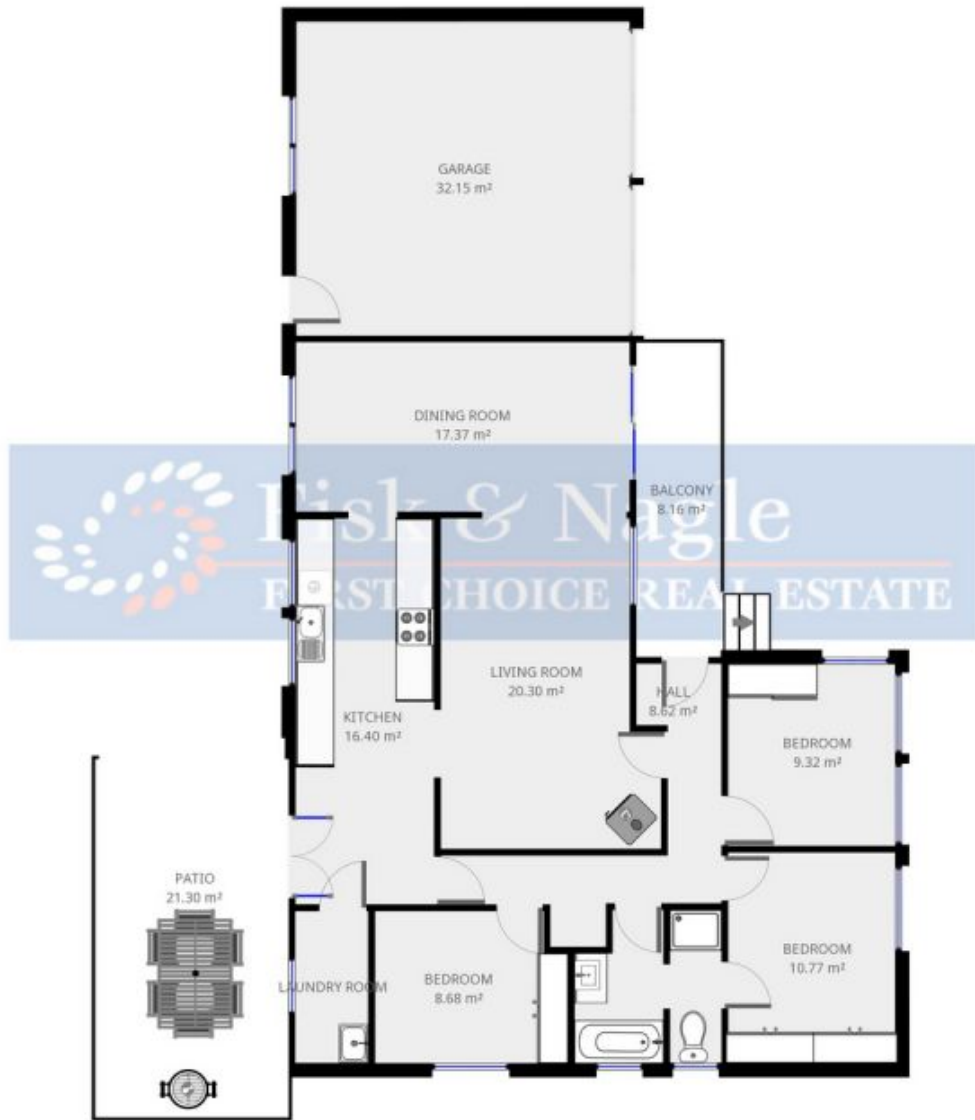 GARAGE
32.15 m²
DINING ROOM
17.37 m²
Fisk & Nagle
FIRST CHOICE REAL ESTATE
BALCONY
8.16 m²
LIVING ROOM
20.30 m²
HALL
8.62 m²
KITCHEN
16.40 m²
BEDROOM
9.32 m²
PATIO
21.30 m²
BEDROOM
10.77 m²
LAUNDRY ROOM
BEDROOM
8.68 m²